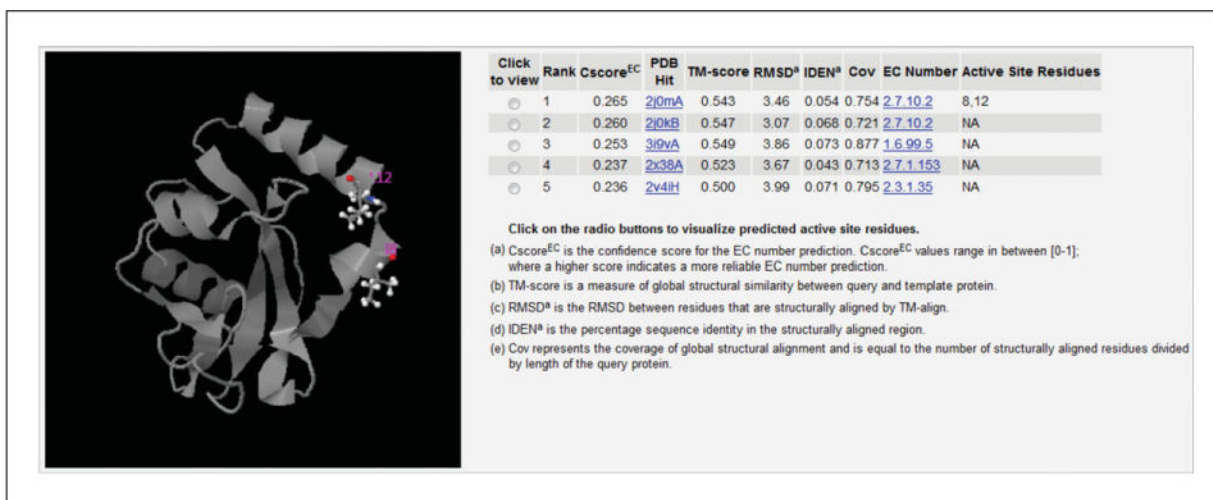 Click to view Rank Cscore^EC PDB Hit TM-score RMSD^a IDEN^a Cov EC Number Active Site Residues
1 0.265 2j0mA 0.543 3.46 0.054 0.754 2.7.10.2 8,12
2 0.260 2j0kB 0.547 3.07 0.068 0.721 2.7.10.2 NA
3 0.253 3i9vA 0.549 3.86 0.073 0.877 1.6.99.5 NA
4 0.237 2x38A 0.523 3.67 0.043 0.713 2.7.1.153 NA
5 0.236 2v4iH 0.500 3.99 0.071 0.795 2.3.1.35 NA
Click on the radio buttons to visualize predicted active site residues.
(a) Cscore^EC is the confidence score for the EC number prediction. Cscore^EC values range in between [0-1];
where a higher score indicates a more reliable EC number prediction.
(b) TM-score is a measure of global structural similarity between query and template protein.
(c) RMSD^a is the RMSD between residues that are structurally aligned by TM-align.
(d) IDEN^a is the percentage sequence identity in the structurally aligned region.
(e) Cov represents the coverage of global structural alignment and is equal to the number of structurally aligned residues divided
by length of the query protein.